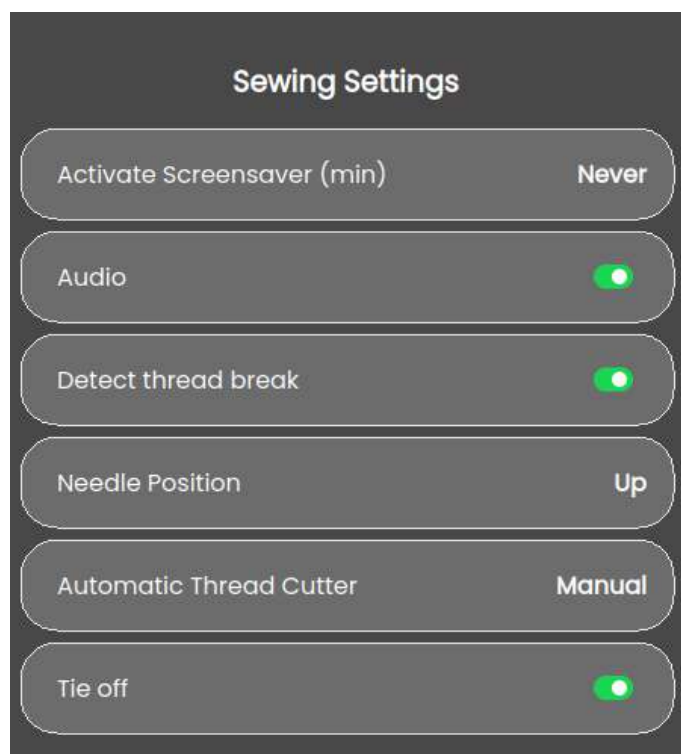 Sewing Settings
Activate Screensaver (min) Never
Audio
Detect thread break
Needle Position Up
Automatic Thread Cutter Manual
Tie off